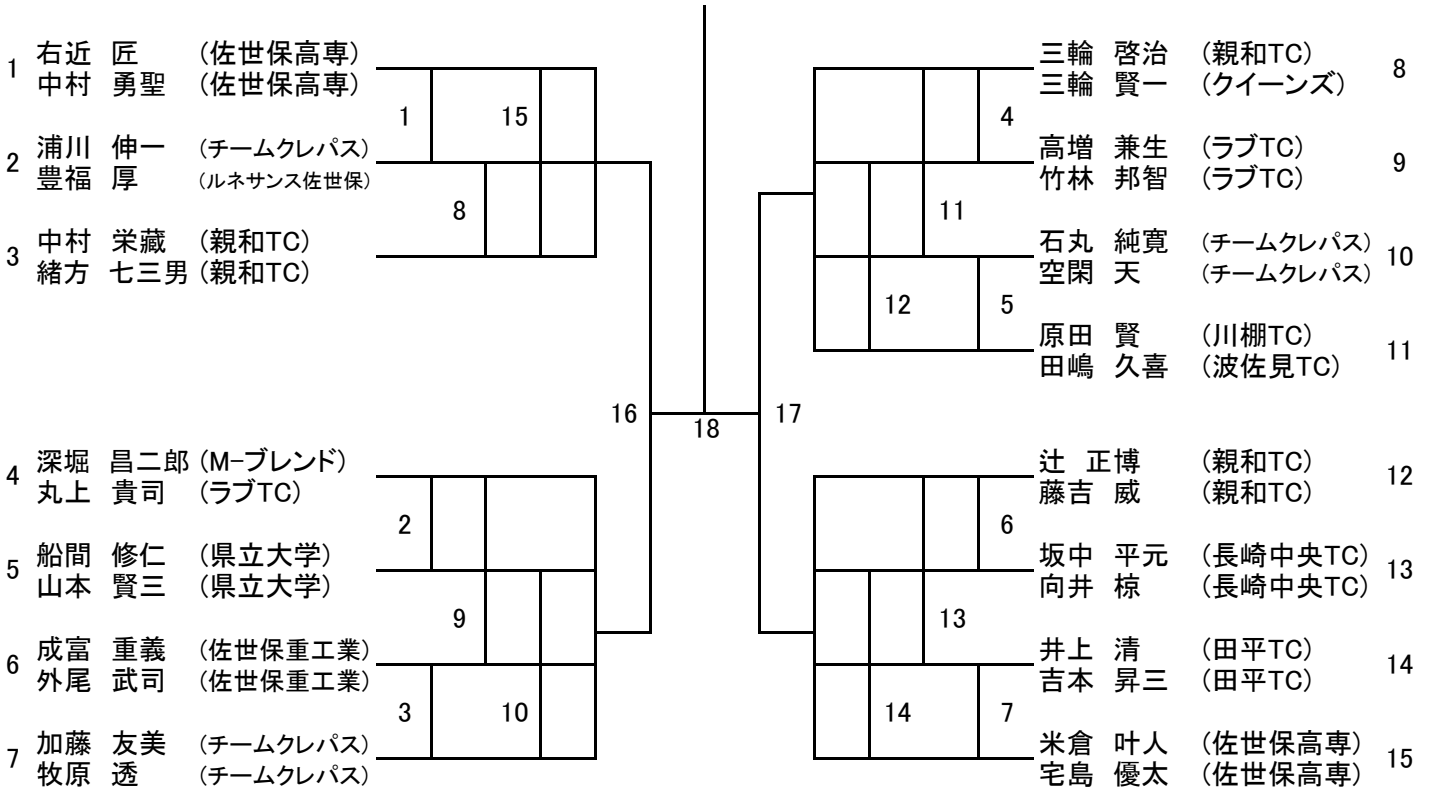 1 右近 匠 (佐世保高専)
中村 勇聖 (佐世保高専)
2 浦川 伸一 (チームクレパス)
豊福 厚 (ルネサンス佐世保)
3 中村 栄藏 (親和TC)
緒方 七三男 (親和TC)
1
15
8
16
4 深堀 昌二郎 (M-ブレンド)
丸上 貴司 (ラブTC)
5 船間 修仁 (県立大学)
山本 賢三 (県立大学)
6 成冨 重義 (佐世保重工業)
外尾 武司 (佐世保重工業)
7 加藤 友美 (チームクレパス)
牧原 透 (チームクレパス)
2
9
3
10
18
三輪 啓治 (親和TC) 8
三輪 賢一 (クイーンズ)
高増 兼生 (ラブTC) 9
竹林 邦智 (ラブTC)
石丸 純寛 (チームクレパス) 10
空閑 天 (チームクレパス)
原田 賢 (川棚TC) 11
田嶋 久喜 (波佐見TC)
4
11
12
5
17
辻 正博 (親和TC) 12
藤吉 威 (親和TC)
坂中 平元 (長崎中央TC) 13
向井 椋 (長崎中央TC)
井上 清 (田平TC) 14
吉本 昇三 (田平TC)
米倉 叶人 (佐世保高専) 15
宅島 優太 (佐世保高専)
6
13
14
7